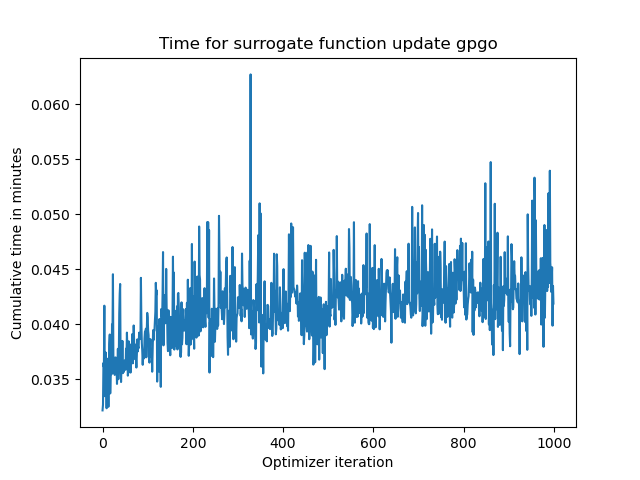 Time for surrogate function update gpgo
0.060
0.055
0.050
0.045
0.040
0.035
Cumulative time in minutes
0 200 400 600 800 1000
Optimizer iteration